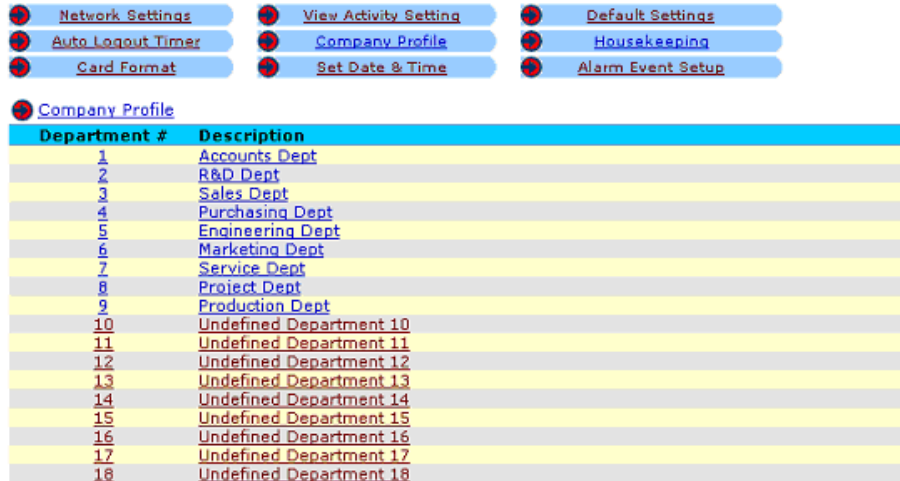 Network Settings View Activity Setting Default Settings
Auto Logout Timer Company Profile Housekeeping
Card Format Set Date & Time Alarm Event Setup
Company Profile
Department # Description
1 Accounts Dept
2 R&D Dept
3 Sales Dept
4 Purchasing Dept
5 Engineering Dept
6 Marketing Dept
7 Service Dept
8 Project Dept
9 Production Dept
10 Undefined Department 10
11 Undefined Department 11
12 Undefined Department 12
13 Undefined Department 13
14 Undefined Department 14
15 Undefined Department 15
16 Undefined Department 16
17 Undefined Department 17
18 Undefined Department 18